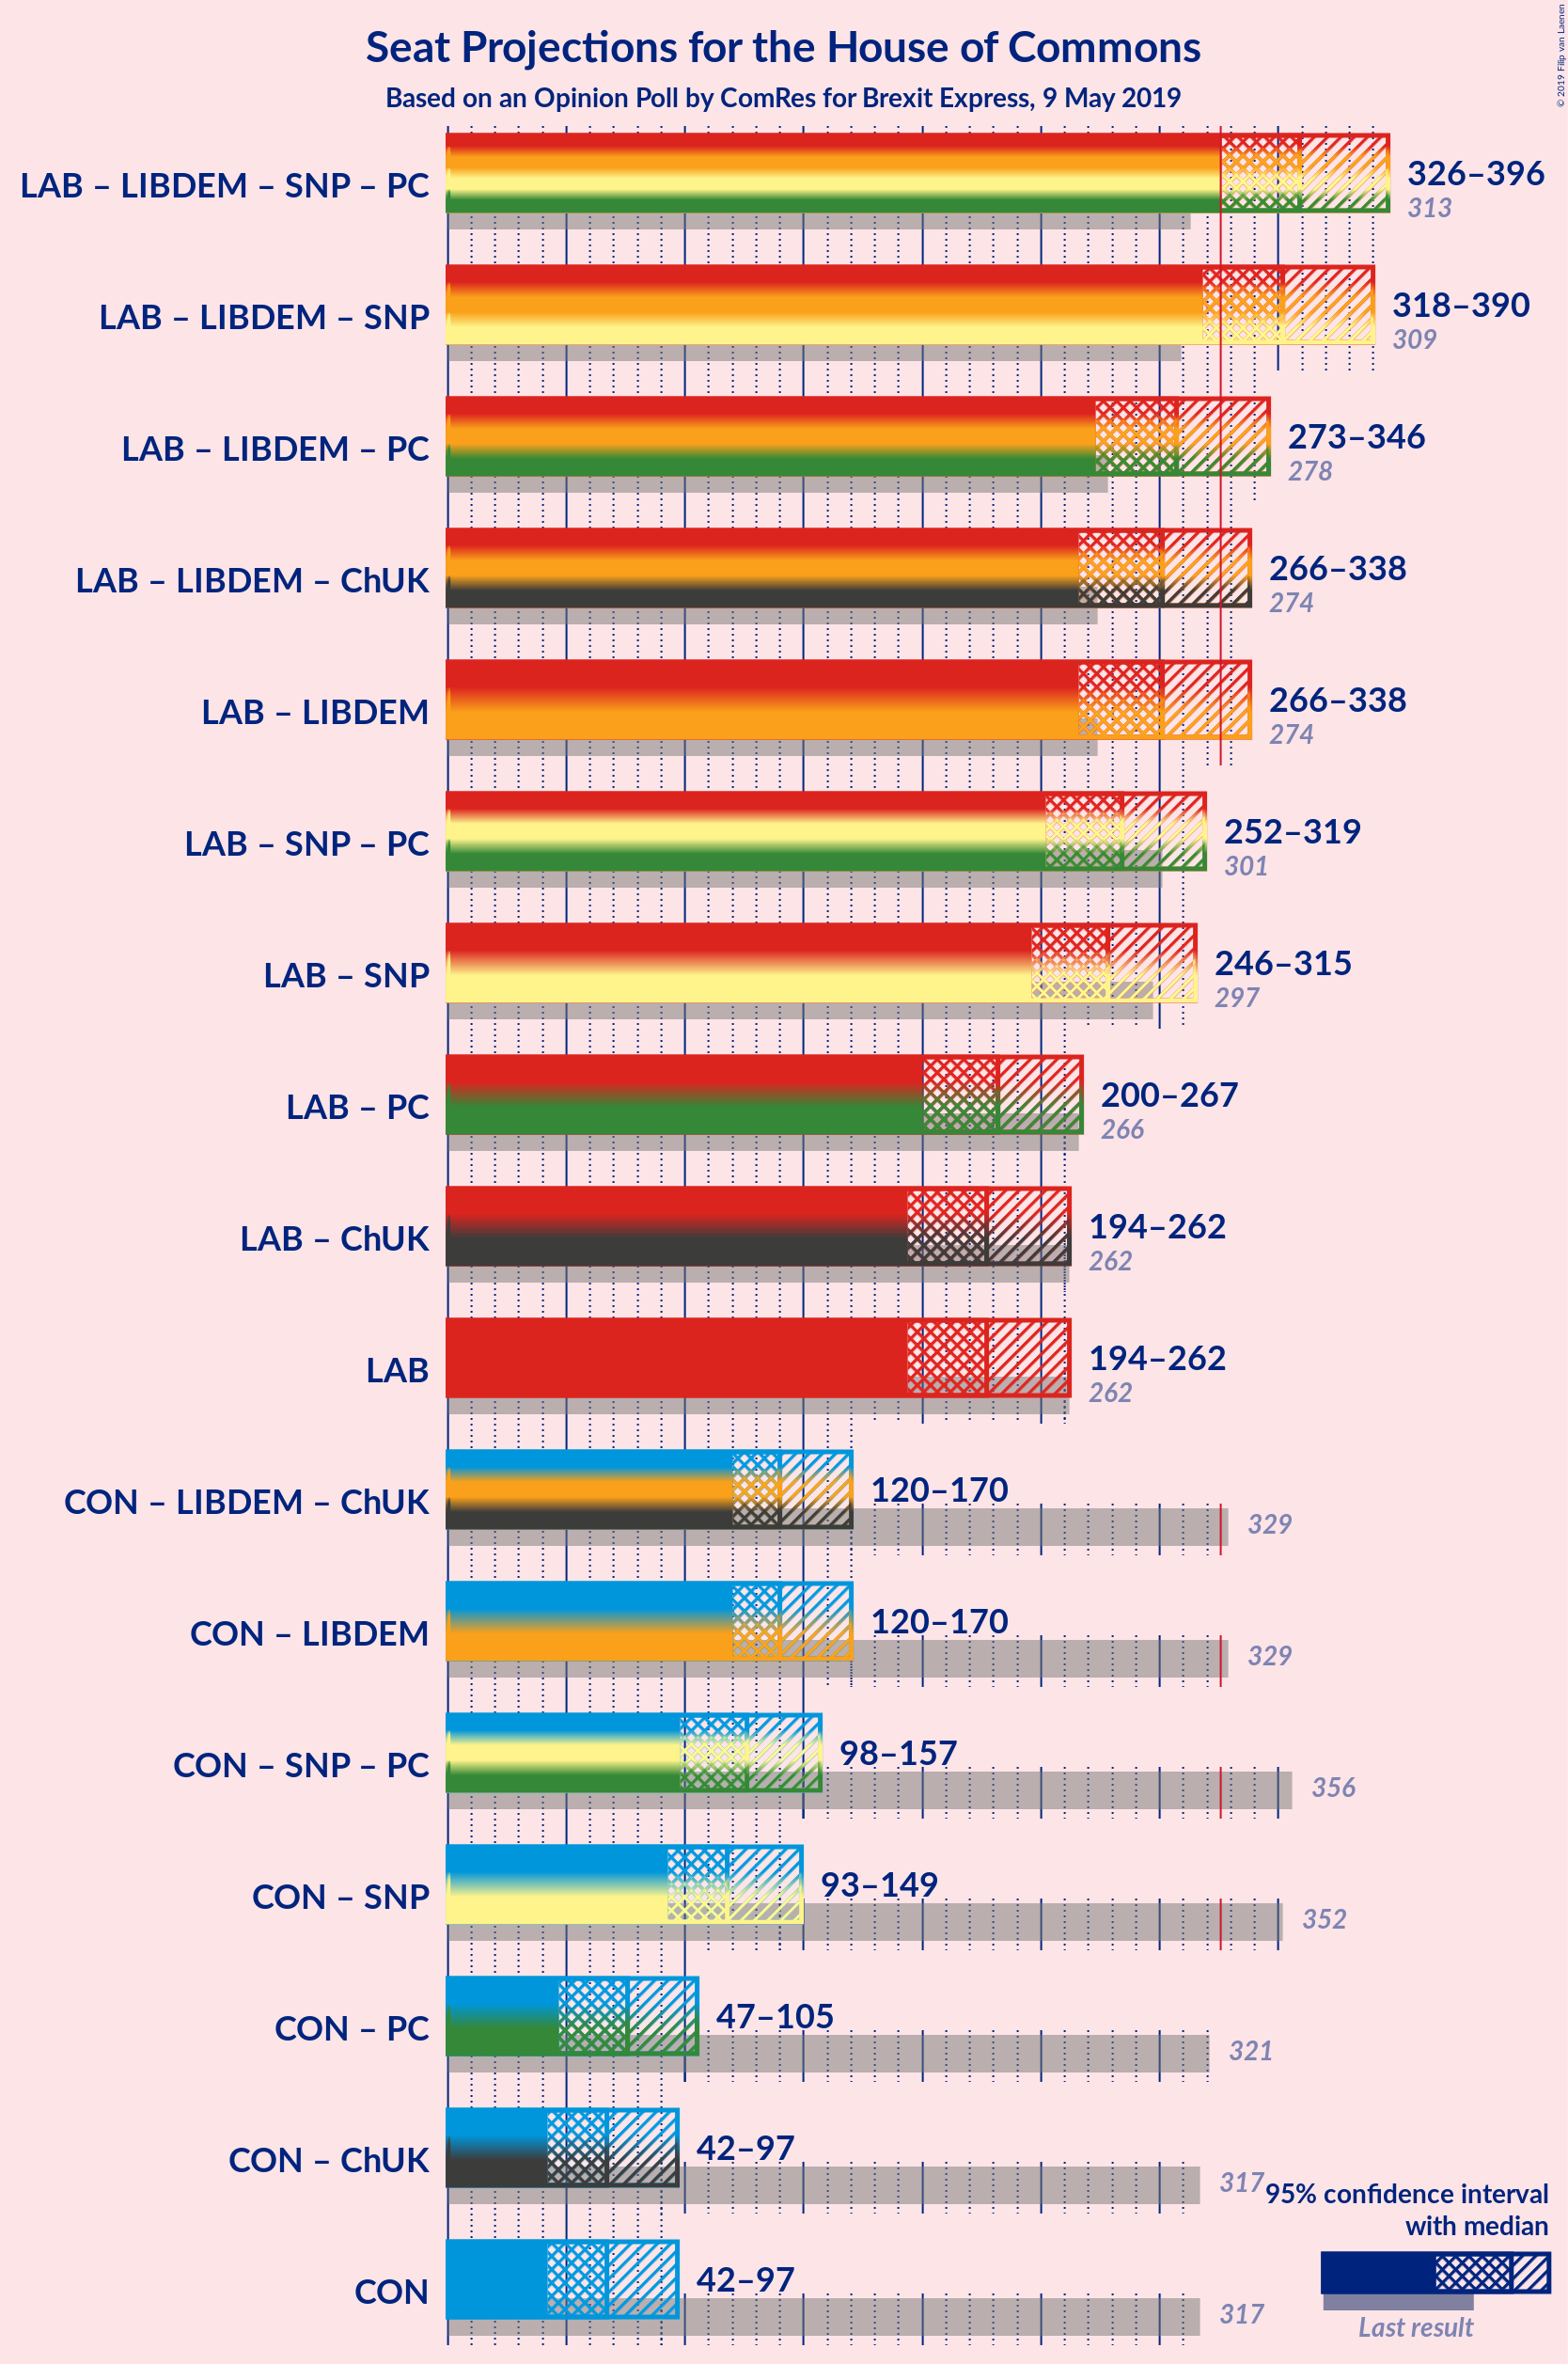 Seat Projections for the House of Commons
Based on an Opinion Poll by ComRes for Brexit Express, 9 May 2019
© 2019 Filip van Laenen
LAB – LIBDEM – SNP – PC
326–396
313
LAB – LIBDEM – SNP
318–390
309
LAB – LIBDEM – PC
273–346
278
LAB – LIBDEM – ChUK
266–338
274
LAB – LIBDEM
266–338
274
LAB – SNP – PC
252–319
301
LAB – SNP
246–315
297
LAB – PC
200–267
266
LAB – ChUK
194–262
262
LAB
194–262
262
CON – LIBDEM – ChUK
120–170
329
CON – LIBDEM
120–170
329
CON – SNP – PC
98–157
356
CON – SNP
93–149
352
CON – PC
47–105
321
CON – ChUK
42–97
317
CON
42–97
317
95% confidence interval
with median
Last result